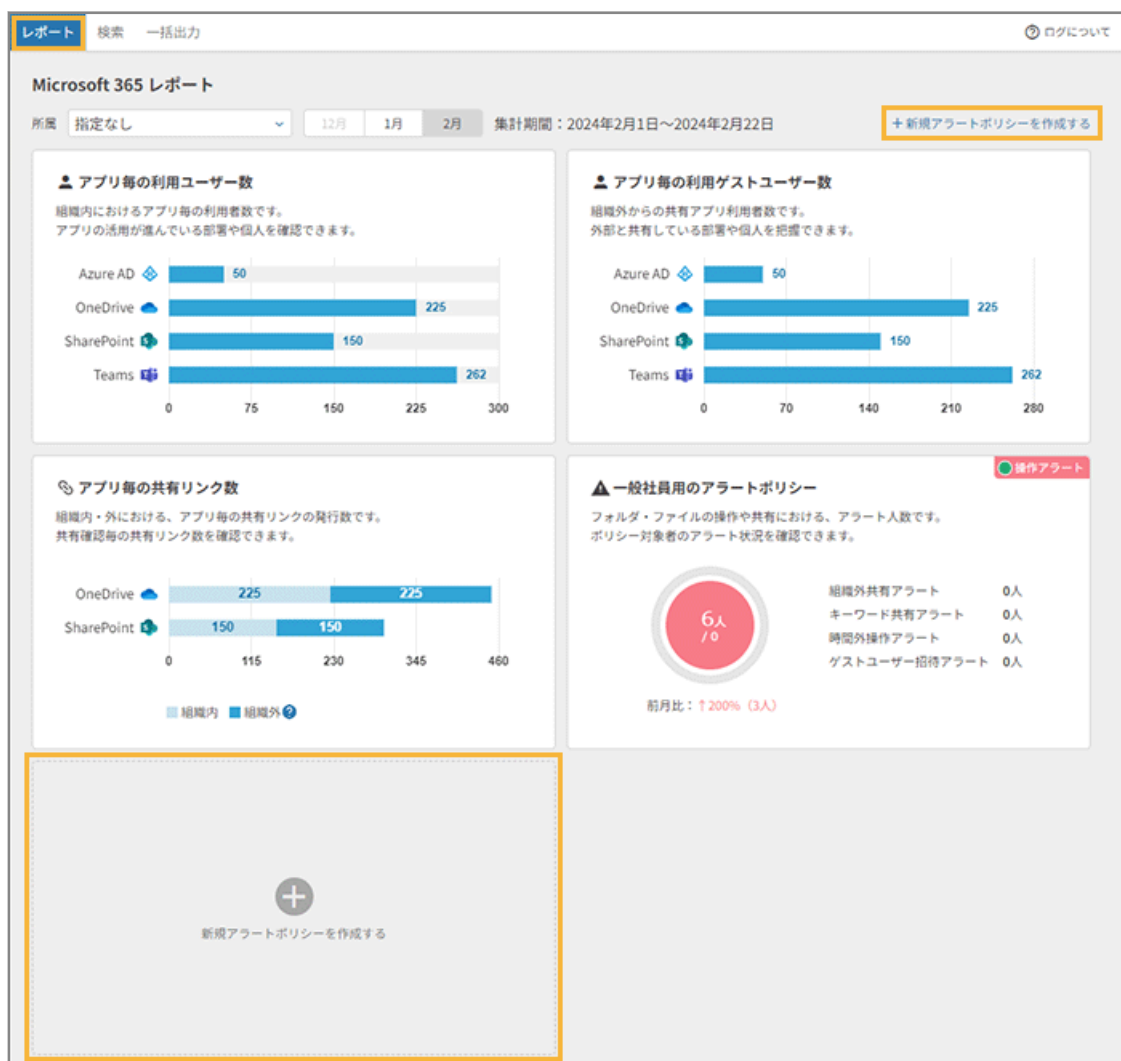 レポート 検索 一括出力 ログについて
Microsoft 365 レポート
所属 指定なし 12月 1月 2月 集計期間：2024年2月1日～2024年2月22日 +新規アラートポリシーを作成する
アプリ毎の利用ユーザー数
組織内におけるアプリ毎の利用者数です。
アプリの活用が進んでいる部署や個人を確認できます。
Azure AD 50
OneDrive 225
SharePoint 150
Teams 262
0 75 150 225 300
アプリ毎の利用ゲストユーザー数
組織外からの共有アプリ利用者数です。
外部と共有している部署や個人を把握できます。
Azure AD 50
OneDrive 225
SharePoint 150
Teams 262
0 70 140 210 280
アプリ毎の共有リンク数
組織内・外における、アプリ毎の共有リンクの発行数です。
共有確認毎の共有リンク数を確認できます。
OneDrive 225 225
SharePoint 150 150
0 115 230 345 460
組織内 組織外
操作アラート
一般社員用のアラートポリシー
フォルダ・ファイルの操作や共有における、アラート人数です。
ポリシー対象者のアラート状況を確認できます。
6人
/ 0
前月比：↑200%（3人）
組織外共有アラート 0人
キーワード共有アラート 0人
時間外操作アラート 0人
ゲストユーザー招待アラート 0人
新規アラートポリシーを作成する